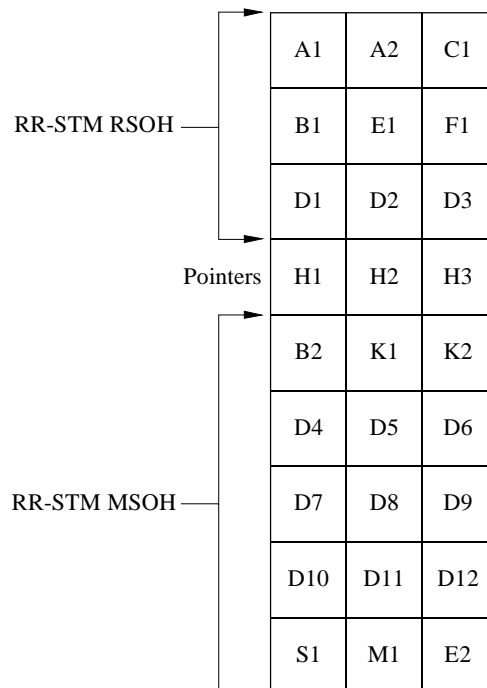 A1 A2 C1
RR-STM RSOH B1 E1 F1
D1 D2 D3
Pointers H1 H2 H3
B2 K1 K2
D4 D5 D6
RR-STM MSOH D7 D8 D9
D10 D11 D12
S1 M1 E2